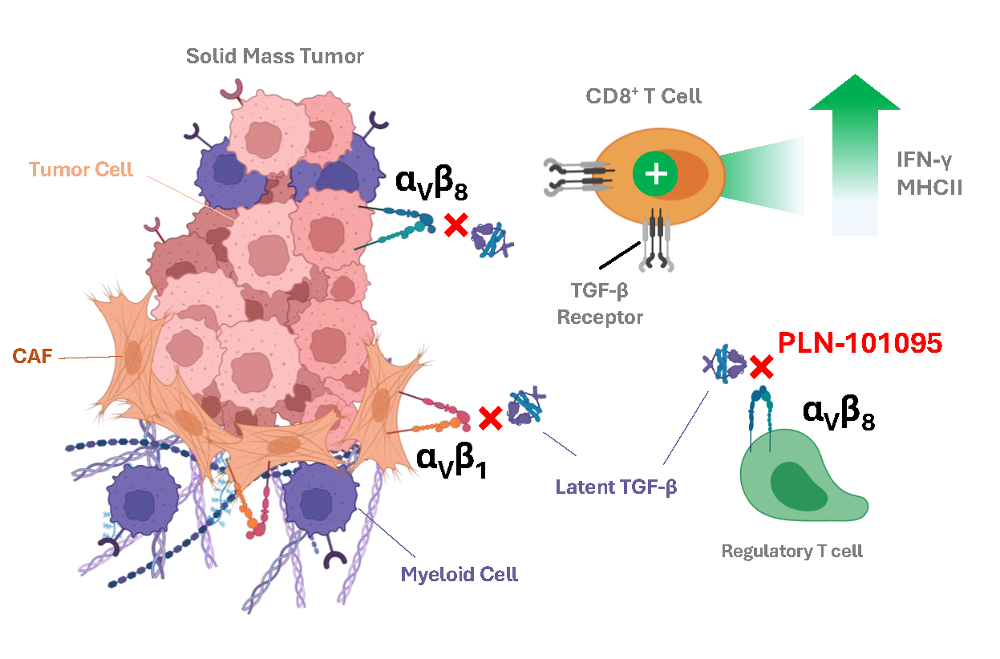 Solid Mass Tumor
CD8⁺ T Cell
IFN-γ
MHCII
Tumor Cell
αVβ8
TGF-β
Receptor
PLN-101095
CAF
αVβ8
αVβ1
Latent TGF-β
Regulatory T cell
Myeloid Cell